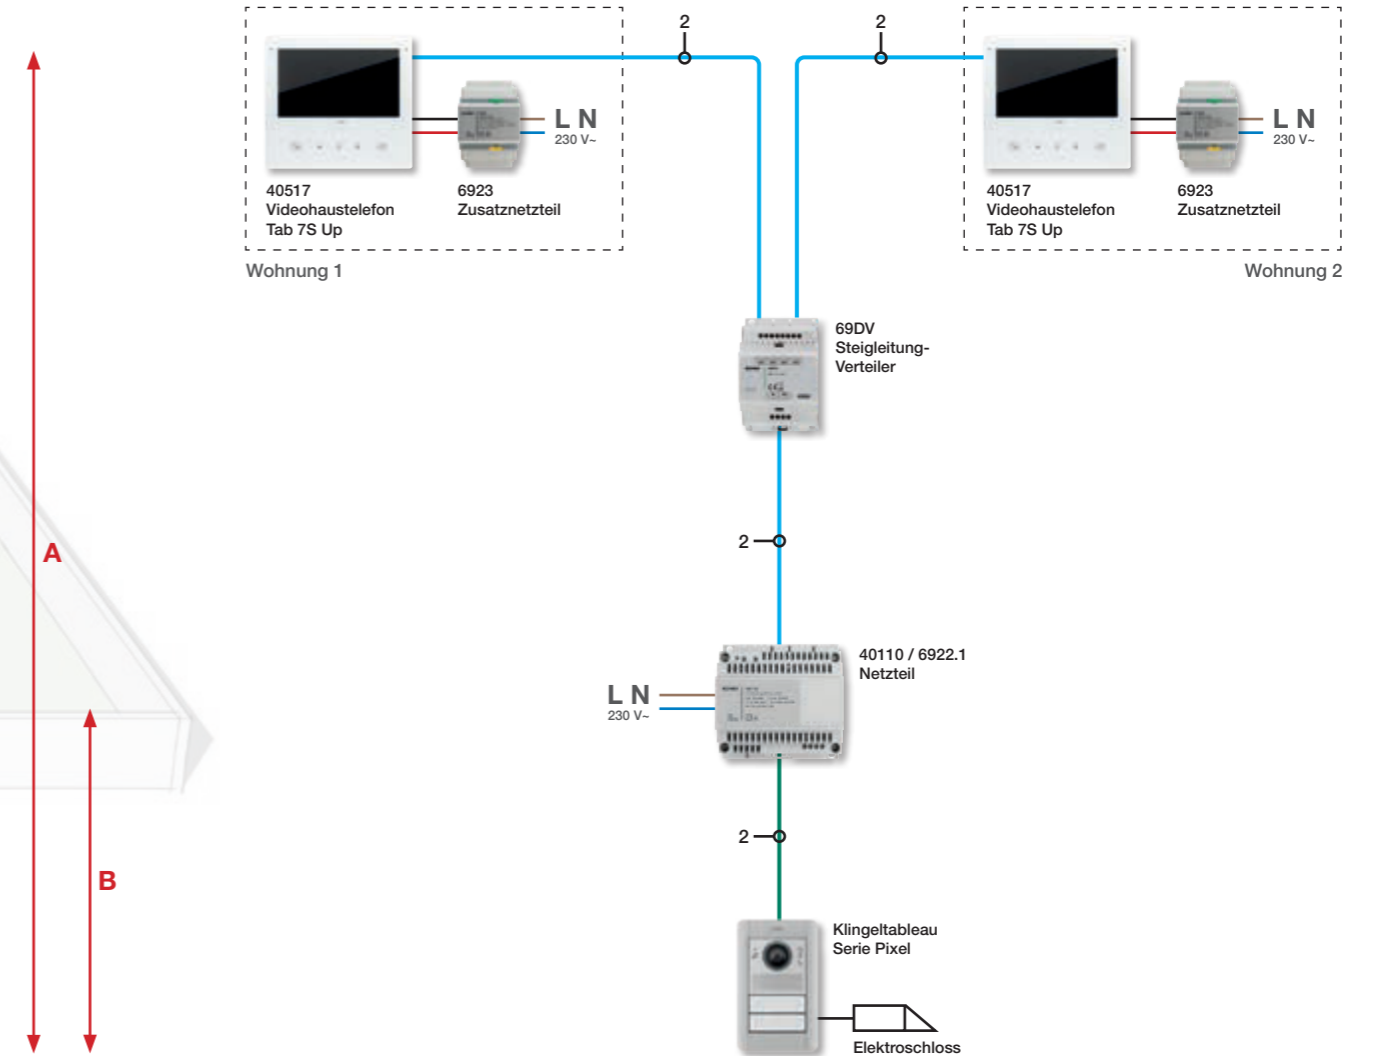 2
2
L N
230 V~
L N
230 V~
40517
Videohaustelefon
Tab 7S Up
6923
Zusatznetzteil
40517
Videohaustelefon
Tab 7S Up
6923
Zusatznetzteil
Wohnung 1
Wohnung 2
69DV
Steigleitung-
Verteiler
A
2
40110 / 6922.1
Netzteil
L N
230 V~
2
B
Klingeltableau
Serie Pixel
Elektroschloss